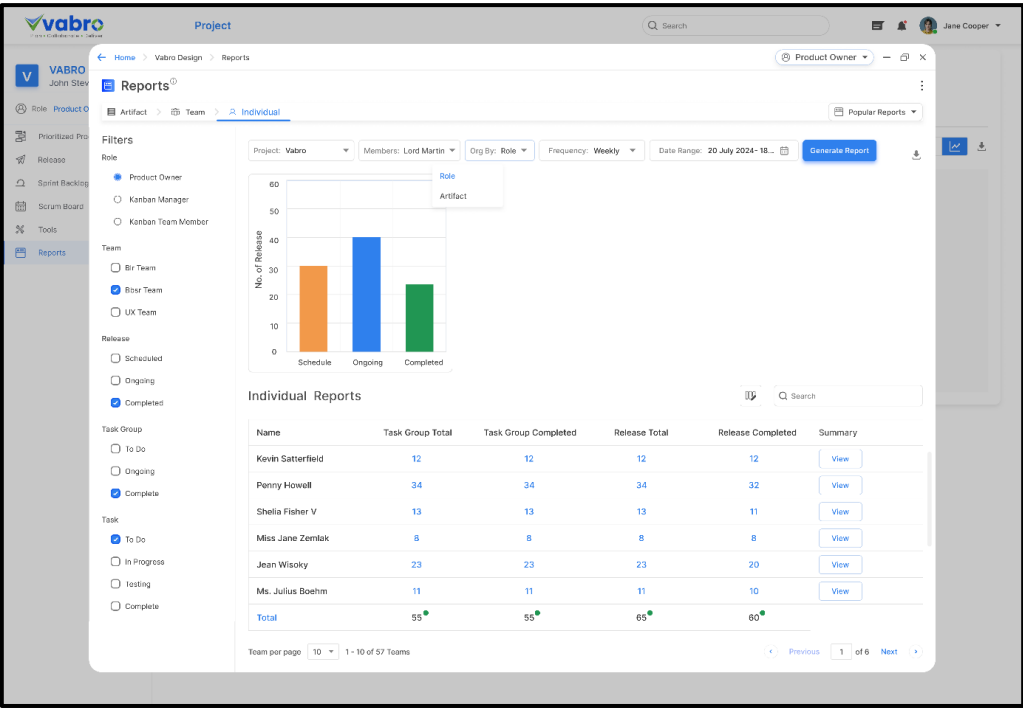 vabro
Project
Search
Jane Cooper
V
VABRO
John Stev
Role Product O
Prioritized Pro
Release
Sprint Backlog
Scrum Board
Tools
Reports
Home > Vabro Design > Reports
Product Owner
Reports
Artifact > Team > Individual
Popular Reports
Filters
Role
Product Owner
Kanban Manager
Kanban Team Member
Team
Blr Team
Bbsr Team
UX Team
Release
Scheduled
Ongoing
Completed
Task Group
To Do
Ongoing
Complete
Task
To Do
In Progress
Testing
Complete
Project: Vabro
Members: Lord Martin
Org By: Role
Frequency: Weekly
Date Range: 20 July 2024- 18...
Generate Report
Role
Artifact
No. of Release
60
50
40
30
20
10
0
Schedule Ongoing Completed
Individual Reports
Search
Name Task Group Total Task Group Completed Release Total Release Completed Summary
Kevin Satterfield 12 12 12 12 View
Penny Howell 34 34 34 32 View
Shelia Fisher V 13 13 13 11 View
Miss Jane Zemlak 8 8 8 8 View
Jean Wisoky 23 23 23 20 View
Ms. Julius Boehm 11 11 11 10 View
Total 55 55 65 60
Team per page 10 1 - 10 of 57 Teams
Previous 1 of 6 Next